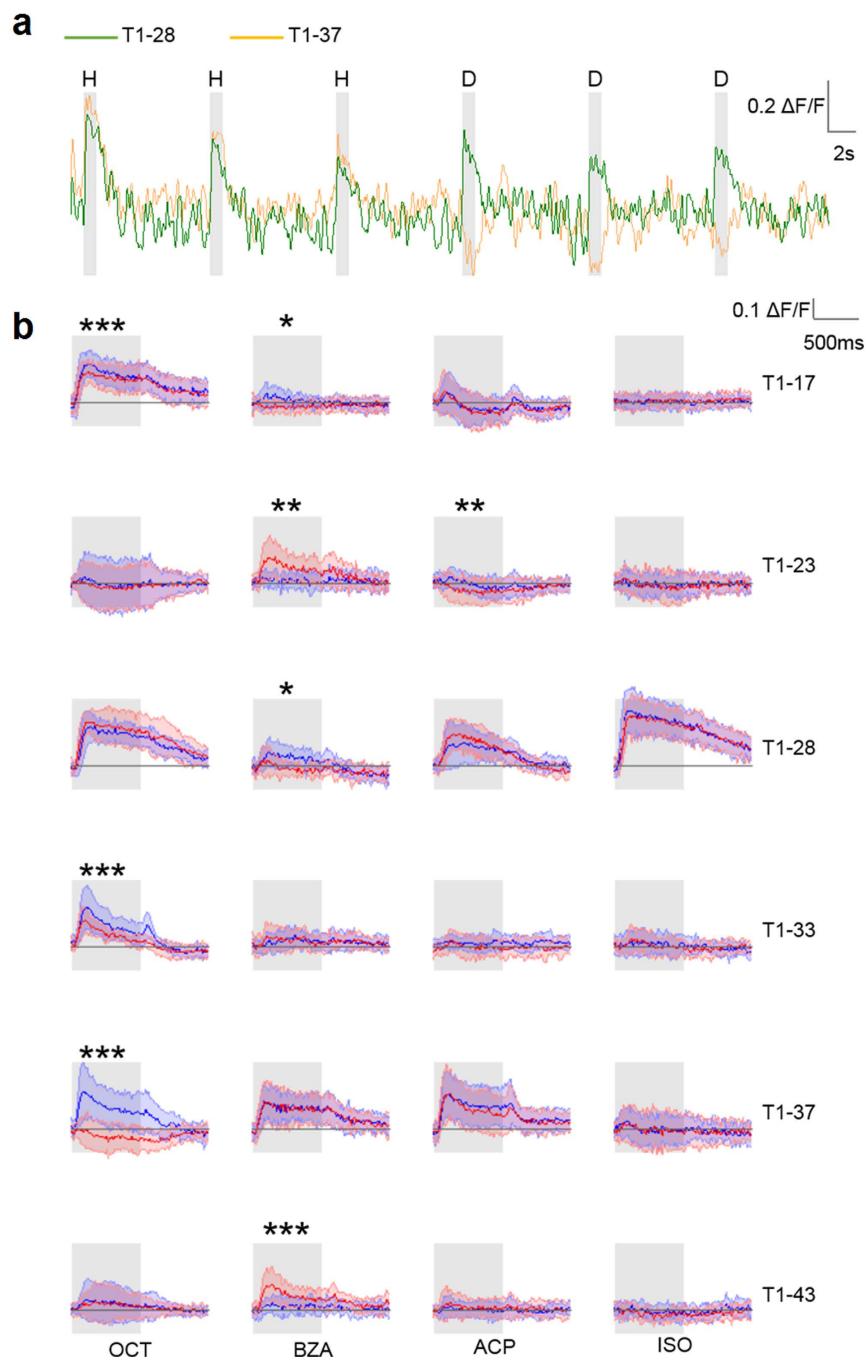 a
T1-28 T1-37
H H H D D D
0.2 ΔF/F
2s
0.1 ΔF/F
b
500ms
*** *
T1-17
** **
T1-23
*
T1-28
***
T1-33
***
T1-37
***
T1-43
OCT BZA ACP ISO